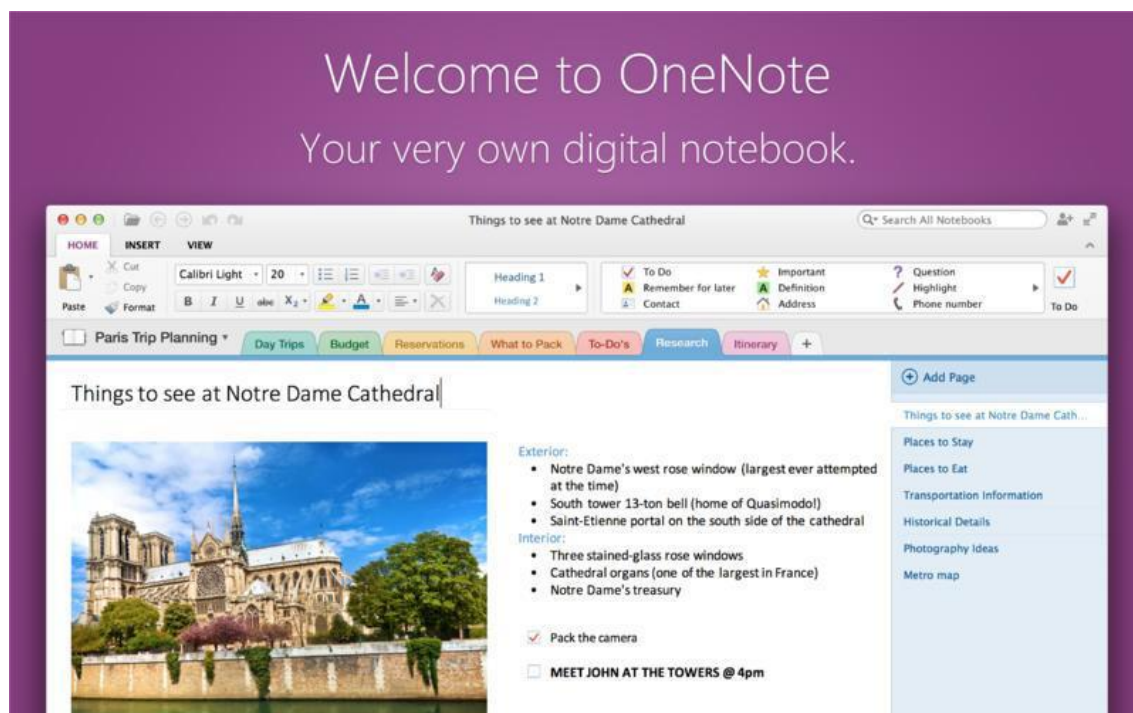 Welcome to OneNote
Your very own digital notebook.
Things to see at Notre Dame Cathedral
Search All Notebooks
HOME INSERT VIEW
Paste
Cut
Copy
Format
Calibri Light 20
B I U abc X₂ A
Heading 1
Heading 2
To Do
Remember for later
Contact
Important
Definition
Address
Question
Highlight
Phone number
To Do
Paris Trip Planning Day Trips Budget Reservations What to Pack To-Do's Research Itinerary +
Things to see at Notre Dame Cathedral
Exterior:
• Notre Dame's west rose window (largest ever attempted
at the time)
• South tower 13-ton bell (home of Quasimodo!)
• Saint-Etienne portal on the south side of the cathedral
Interior:
• Three stained-glass rose windows
• Cathedral organs (one of the largest in France)
• Notre Dame's treasury
Pack the camera
MEET JOHN AT THE TOWERS @ 4pm
Add Page
Things to see at Notre Dame Cath...
Places to Stay
Places to Eat
Transportation Information
Historical Details
Photography Ideas
Metro map